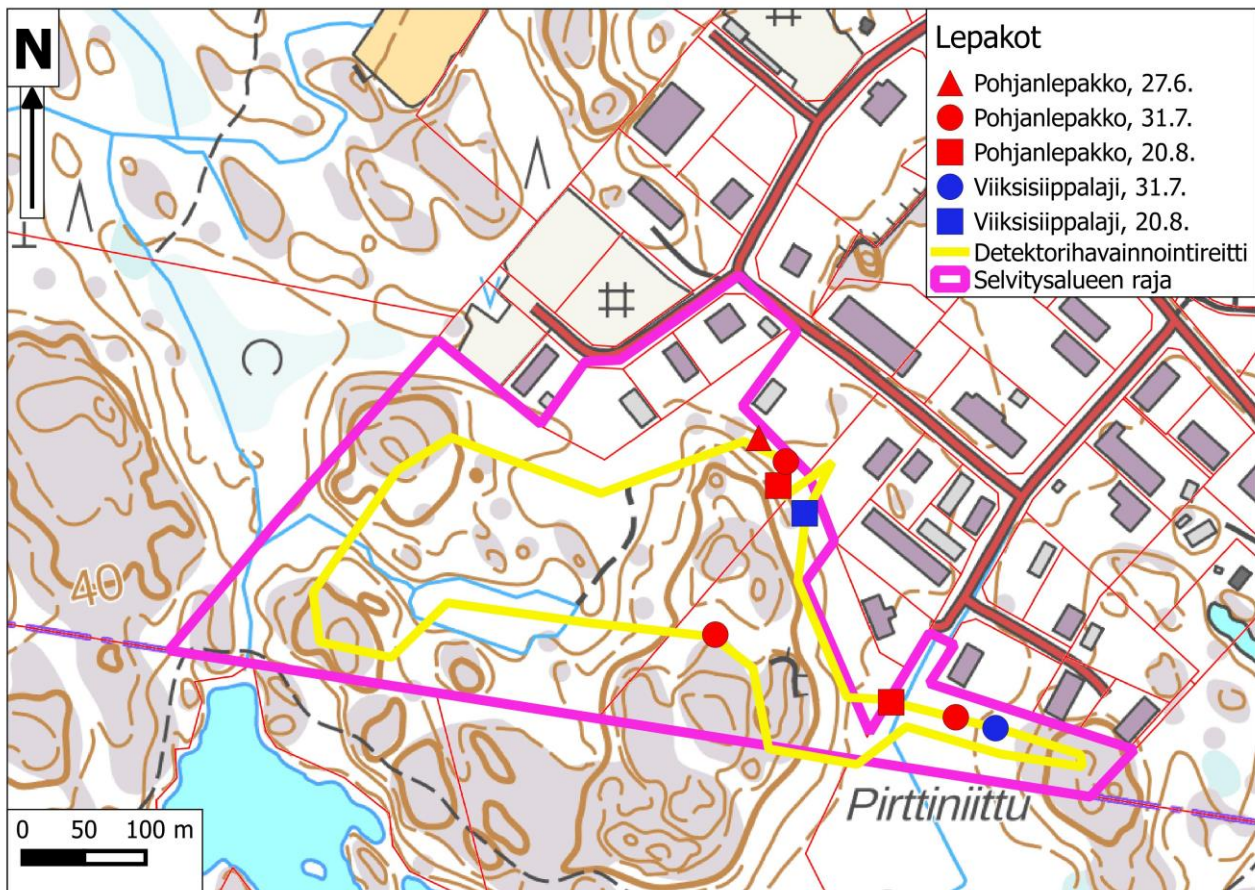 N
Lepakot
Pohjanlepakko, 27.6.
Pohjanlepakko, 31.7.
Pohjanlepakko, 20.8.
Viiksisiippalaji, 31.7.
Viiksisiippalaji, 20.8.
Detektorihavainnointireitti
Selvitysalueen raja
40
Pirttiniittu
0 50 100 m